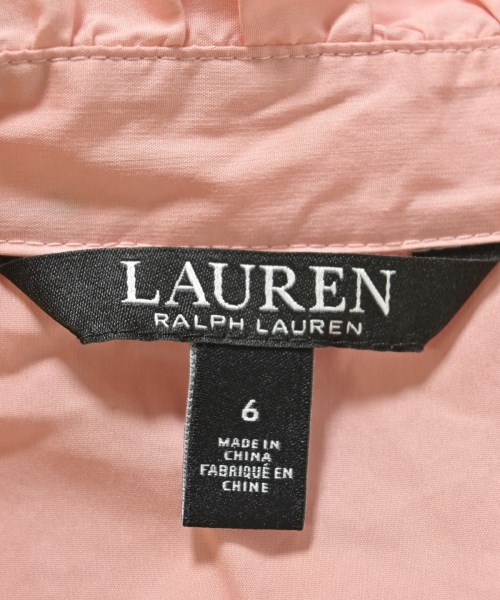 LAUREN
RALPH LAUREN
6
MADE IN
CHINA
FABRIQUÉ EN
CHINE